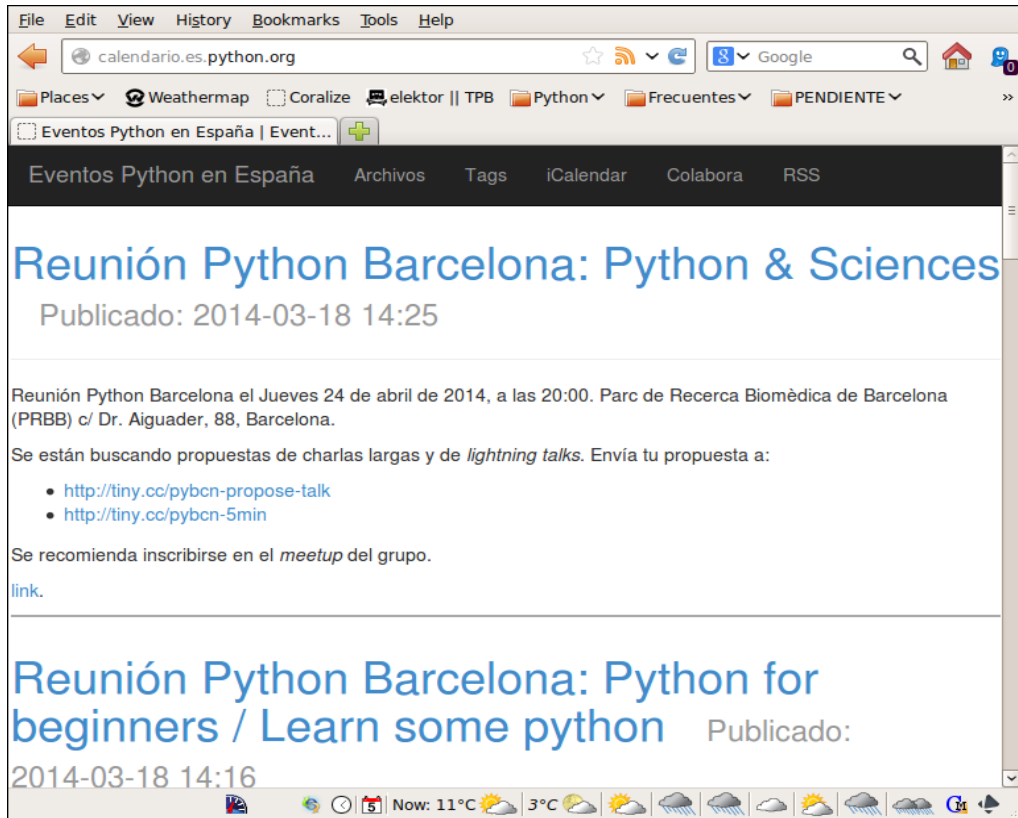 File Edit View History Bookmarks Tools Help
calendario.es.python.org
8 Google
0
Places Weathermap Coralize elektor || TPB Python Frecuentes PENDIENTE »
Eventos Python en España | Event...
Eventos Python en España Archivos Tags iCalendar Colabora RSS
Reunión Python Barcelona: Python & Sciences
Publicado: 2014-03-18 14:25
Reunión Python Barcelona el Jueves 24 de abril de 2014, a las 20:00. Parc de Recerca Biomèdica de Barcelona
(PRBB) c/ Dr. Aiguader, 88, Barcelona.
Se están buscando propuestas de charlas largas y de lightning talks. Envía tu propuesta a:
• http://tiny.cc/pybcn-propose-talk
• http://tiny.cc/pybcn-5min
Se recomienda inscribirse en el meetup del grupo.
link.
Reunión Python Barcelona: Python for
beginners / Learn some python Publicado:
2014-03-18 14:16
5 Now: 11°C 3°C GM